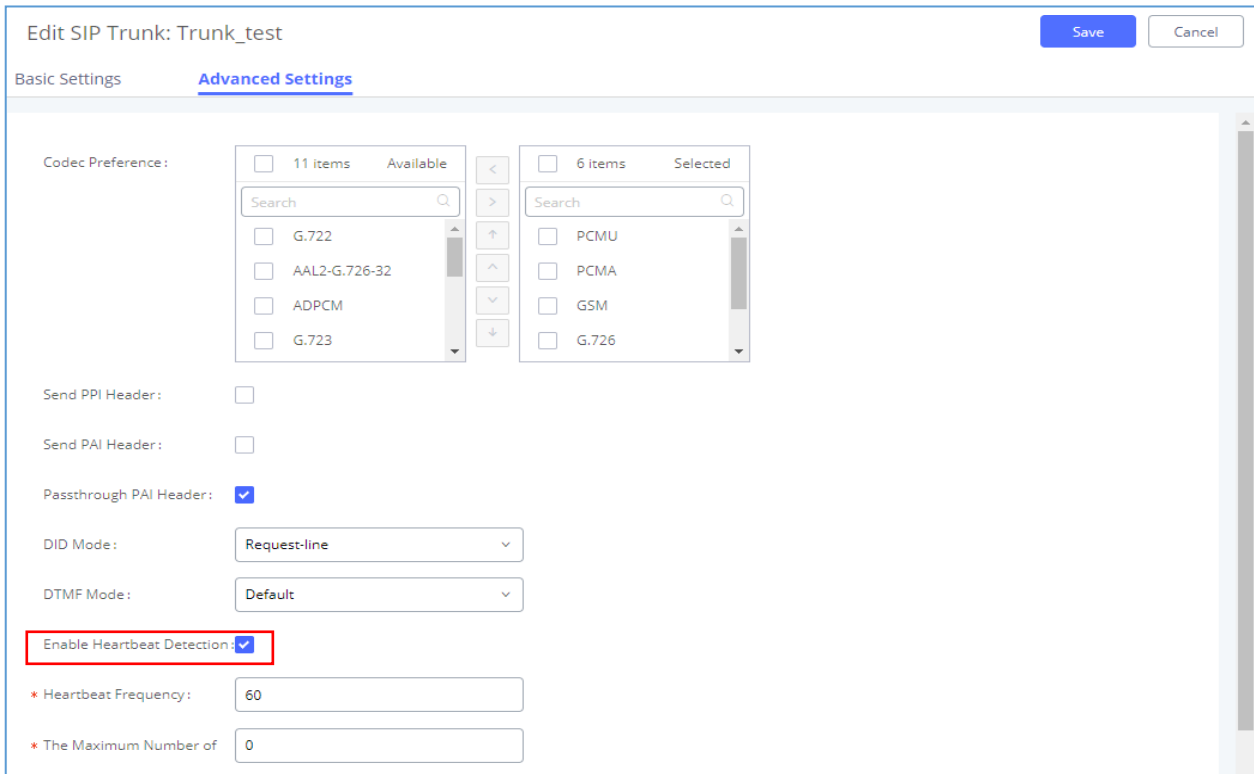 Edit SIP Trunk: Trunk_test
Save
Cancel
Basic Settings
Advanced Settings
Codec Preference:
11 items Available
6 items Selected
Search
Search
G.722
AAL2-G.726-32
ADPCM
G.723
PCMU
PCMA
GSM
G.726
Send PPI Header:
Send PAI Header:
Passthrough PAI Header:
DID Mode:
Request-line
DTMF Mode:
Default
Enable Heartbeat Detection:
* Heartbeat Frequency:
60
* The Maximum Number of
0